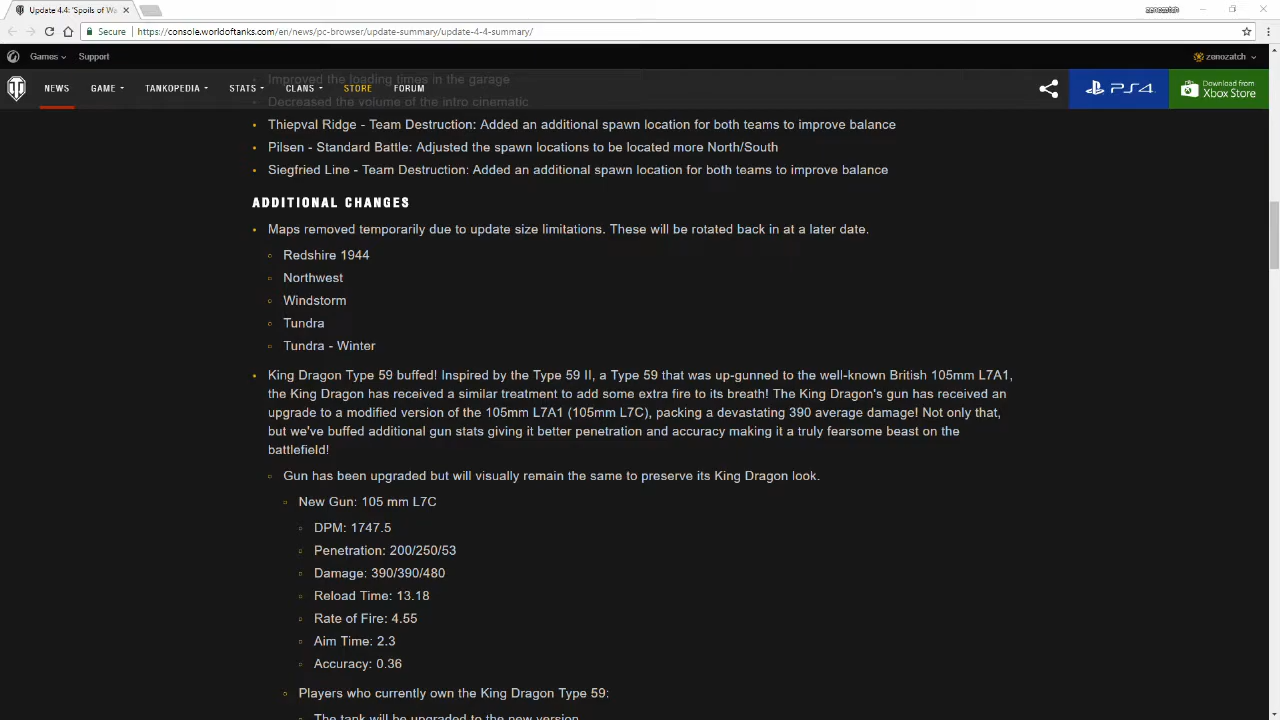 Update 4.4: "Spoils of Wa
zenozatch
Secure
https://console.worldoftanks.com/en/news/pc-browser/update-summary/update-4-4-summary/
Games
Support
zenozatch
Improved the loading times in the garage
NEWS
GAME
TANKOPEDIA
STATS
CLANS
STORE
FORUM
PS4
Download from
Xbox Store
Decreased the volume of the intro cinematic
Thiepval Ridge - Team Destruction: Added an additional spawn location for both teams to improve balance
Pilsen - Standard Battle: Adjusted the spawn locations to be located more North/South
Siegfried Line - Team Destruction: Added an additional spawn location for both teams to improve balance
ADDITIONAL CHANGES
Maps removed temporarily due to update size limitations. These will be rotated back in at a later date.
Redshire 1944
Northwest
Windstorm
Tundra
Tundra - Winter
King Dragon Type 59 buffed! Inspired by the Type 59 II, a Type 59 that was up-gunned to the well-known British 105mm L7A1,
the King Dragon has received a similar treatment to add some extra fire to its breath! The King Dragon's gun has received an
upgrade to a modified version of the 105mm L7A1 (105mm L7C), packing a devastating 390 average damage! Not only that,
but we've buffed additional gun stats giving it better penetration and accuracy making it a truly fearsome beast on the
battlefield!
Gun has been upgraded but will visually remain the same to preserve its King Dragon look.
New Gun: 105 mm L7C
DPM: 1747.5
Penetration: 200/250/53
Damage: 390/390/480
Reload Time: 13.18
Rate of Fire: 4.55
Aim Time: 2.3
Accuracy: 0.36
Players who currently own the King Dragon Type 59:
The tank will be upgraded to the new version